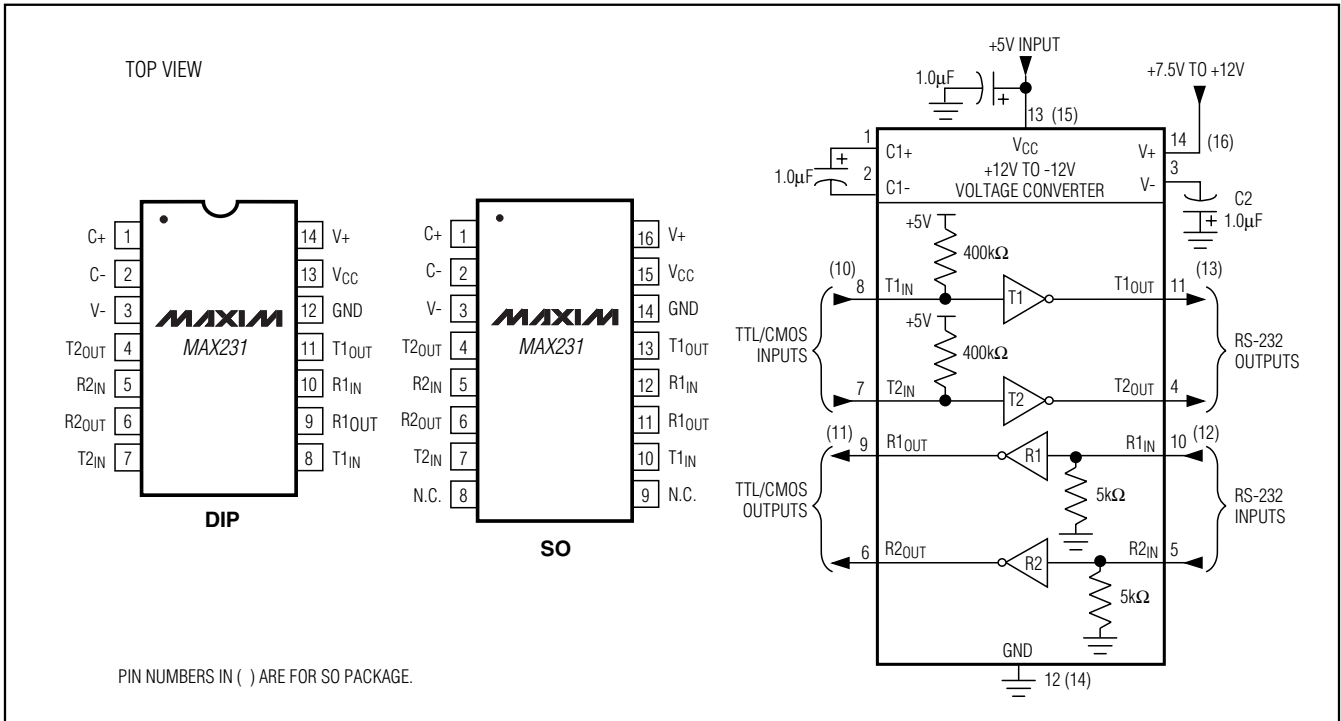 TOP VIEW
C+ 1
C- 2
V- 3
T2OUT 4
R2IN 5
R2OUT 6
T2IN 7
14 V+
13 VCC
12 GND
11 T1OUT
10 R1IN
9 R1OUT
8 T1IN
MAXIM
MAX231
DIP
C+ 1
C- 2
V- 3
T2OUT 4
R2IN 5
R2OUT 6
T2IN 7
N.C. 8
16 V+
15 VCC
14 GND
13 T1OUT
12 R1IN
11 R1OUT
10 T1IN
9 N.C.
MAXIM
MAX231
SO
+5V INPUT
1.0µF
+
+7.5V TO +12V
13 (15)
1
C1+
VCC
V+
14
(16)
+
1.0µF
2
C1-
+12V TO -12V
VOLTAGE CONVERTER
V-
3
C2
+
1.0µF
+5V
400kΩ
(10)
8
T1IN
T1
T1OUT
11
(13)
+5V
400kΩ
TTL/CMOS
INPUTS
RS-232
OUTPUTS
7
T2IN
T2
T2OUT
4
(11)
9
R1OUT
R1
R1IN
10
(12)
TTL/CMOS
OUTPUTS
5kΩ
RS-232
INPUTS
6
R2OUT
R2
R2IN
5
5kΩ
GND
12 (14)
PIN NUMBERS IN ( ) ARE FOR SO PACKAGE.